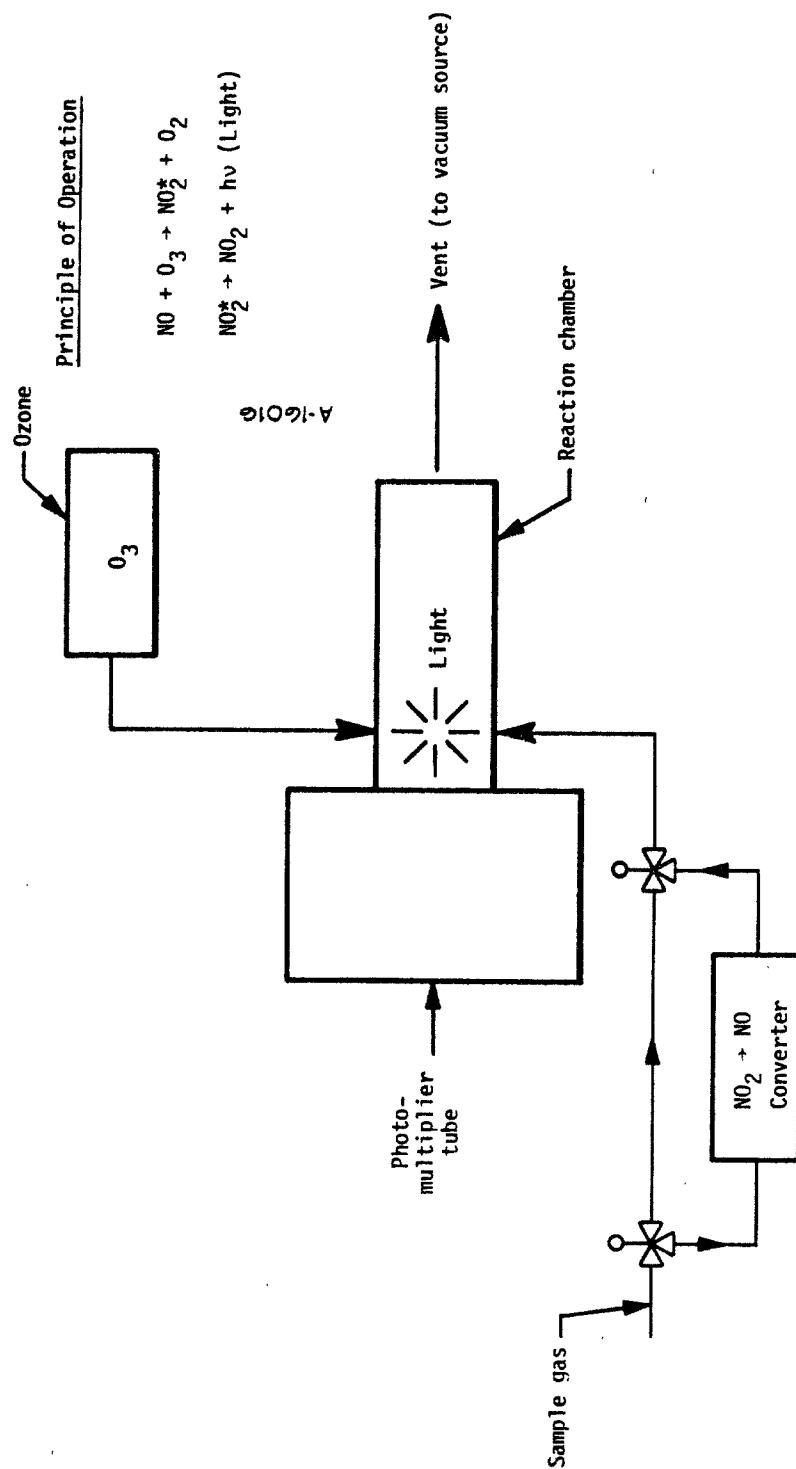 Ozone
Principle of Operation
O₃
NO + O₃ → NO₂* + O₂
NO₂* → NO₂ + hν (Light)
A-16016
Light
Vent (to vacuum source)
Photo-
multiplier
tube
Reaction chamber
Sample gas
NO₂ → NO
Converter